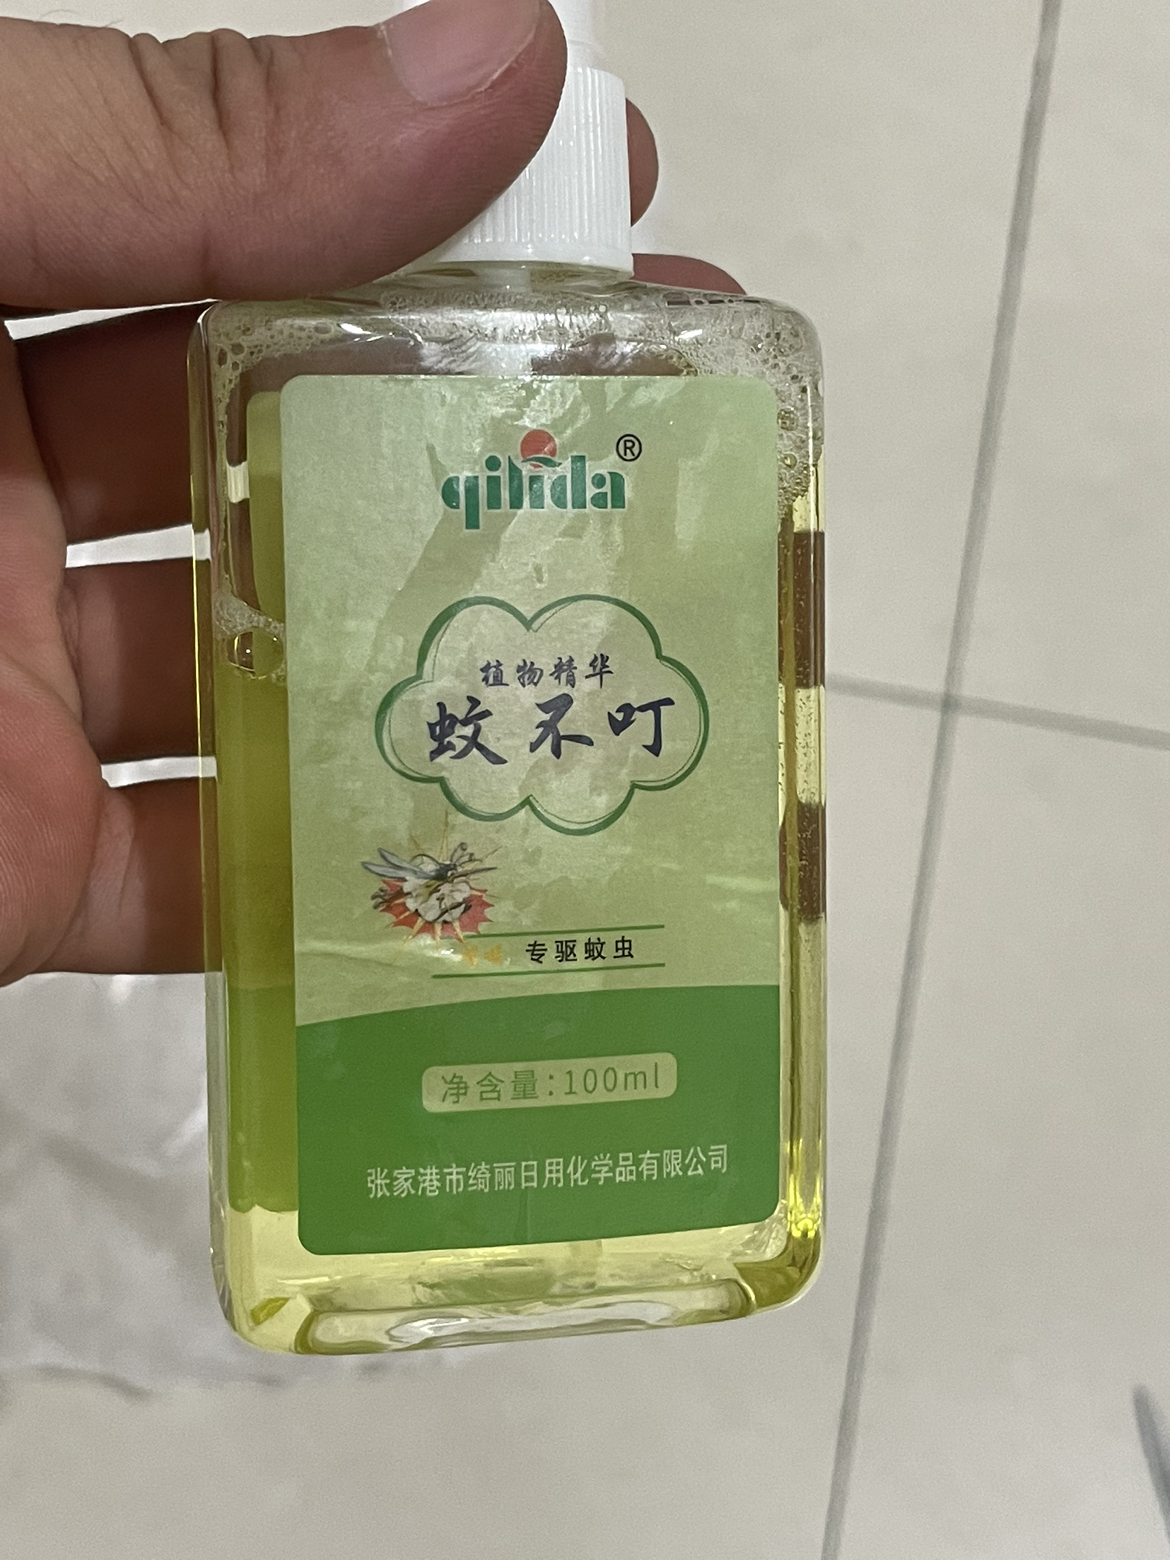 qilida®
植物精华
蚊不叮
专驱蚊虫
净含量:100ml
张家港市绮丽日用化学品有限公司